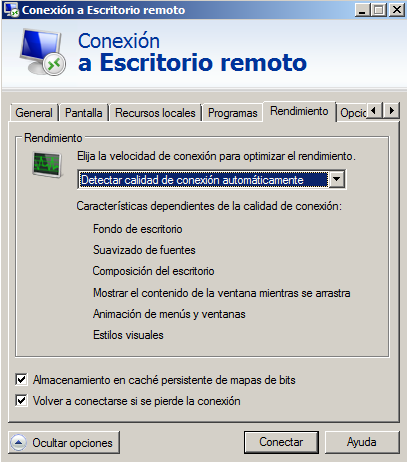 Conexión a Escritorio remoto
Conexión
a Escritorio remoto
General Pantalla Recursos locales Programas Rendimiento Opcio
Rendimiento
Elija la velocidad de conexión para optimizar el rendimiento.
Detectar calidad de conexión automáticamente
Características dependientes de la calidad de conexión:
Fondo de escritorio
Suavizado de fuentes
Composición del escritorio
Mostrar el contenido de la ventana mientras se arrastra
Animación de menús y ventanas
Estilos visuales
Almacenamiento en caché persistente de mapas de bits
Volver a conectarse si se pierde la conexión
Ocultar opciones Conectar Ayuda